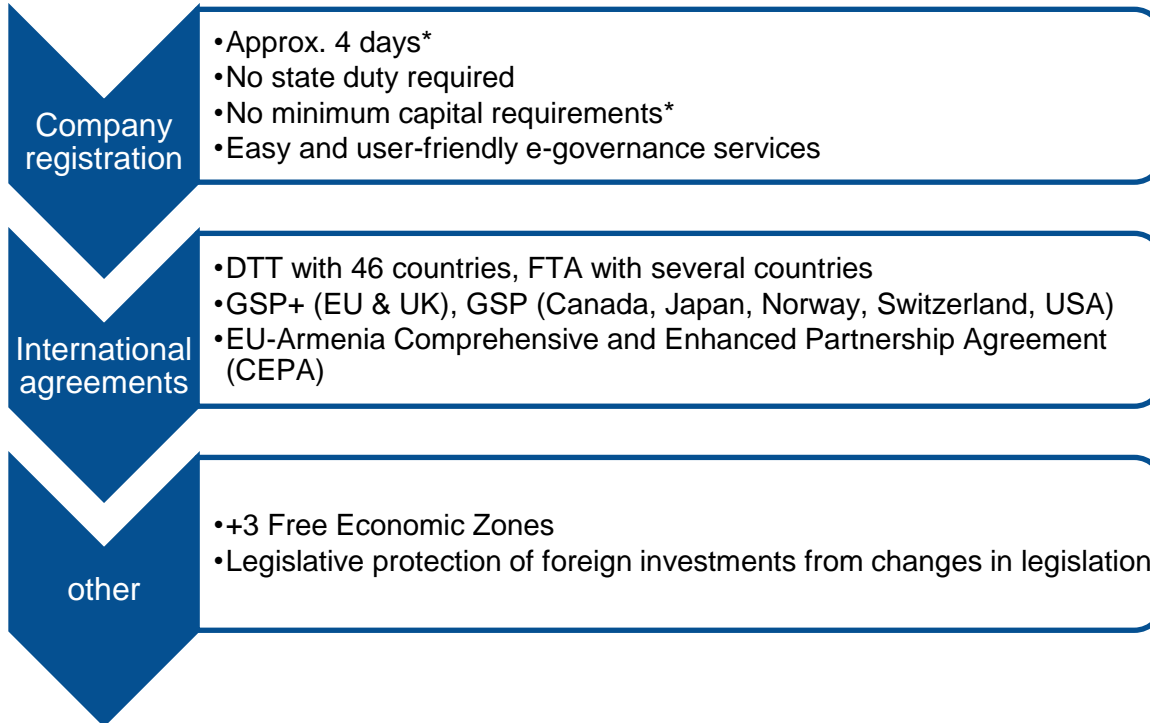 Company
registration
•Approx. 4 days*
•No state duty required
•No minimum capital requirements*
•Easy and user-friendly e-governance services
International
agreements
•DTT with 46 countries, FTA with several countries
•GSP+ (EU & UK), GSP (Canada, Japan, Norway, Switzerland, USA)
•EU-Armenia Comprehensive and Enhanced Partnership Agreement
(CEPA)
other
•+3 Free Economic Zones
•Legislative protection of foreign investments from changes in legislation